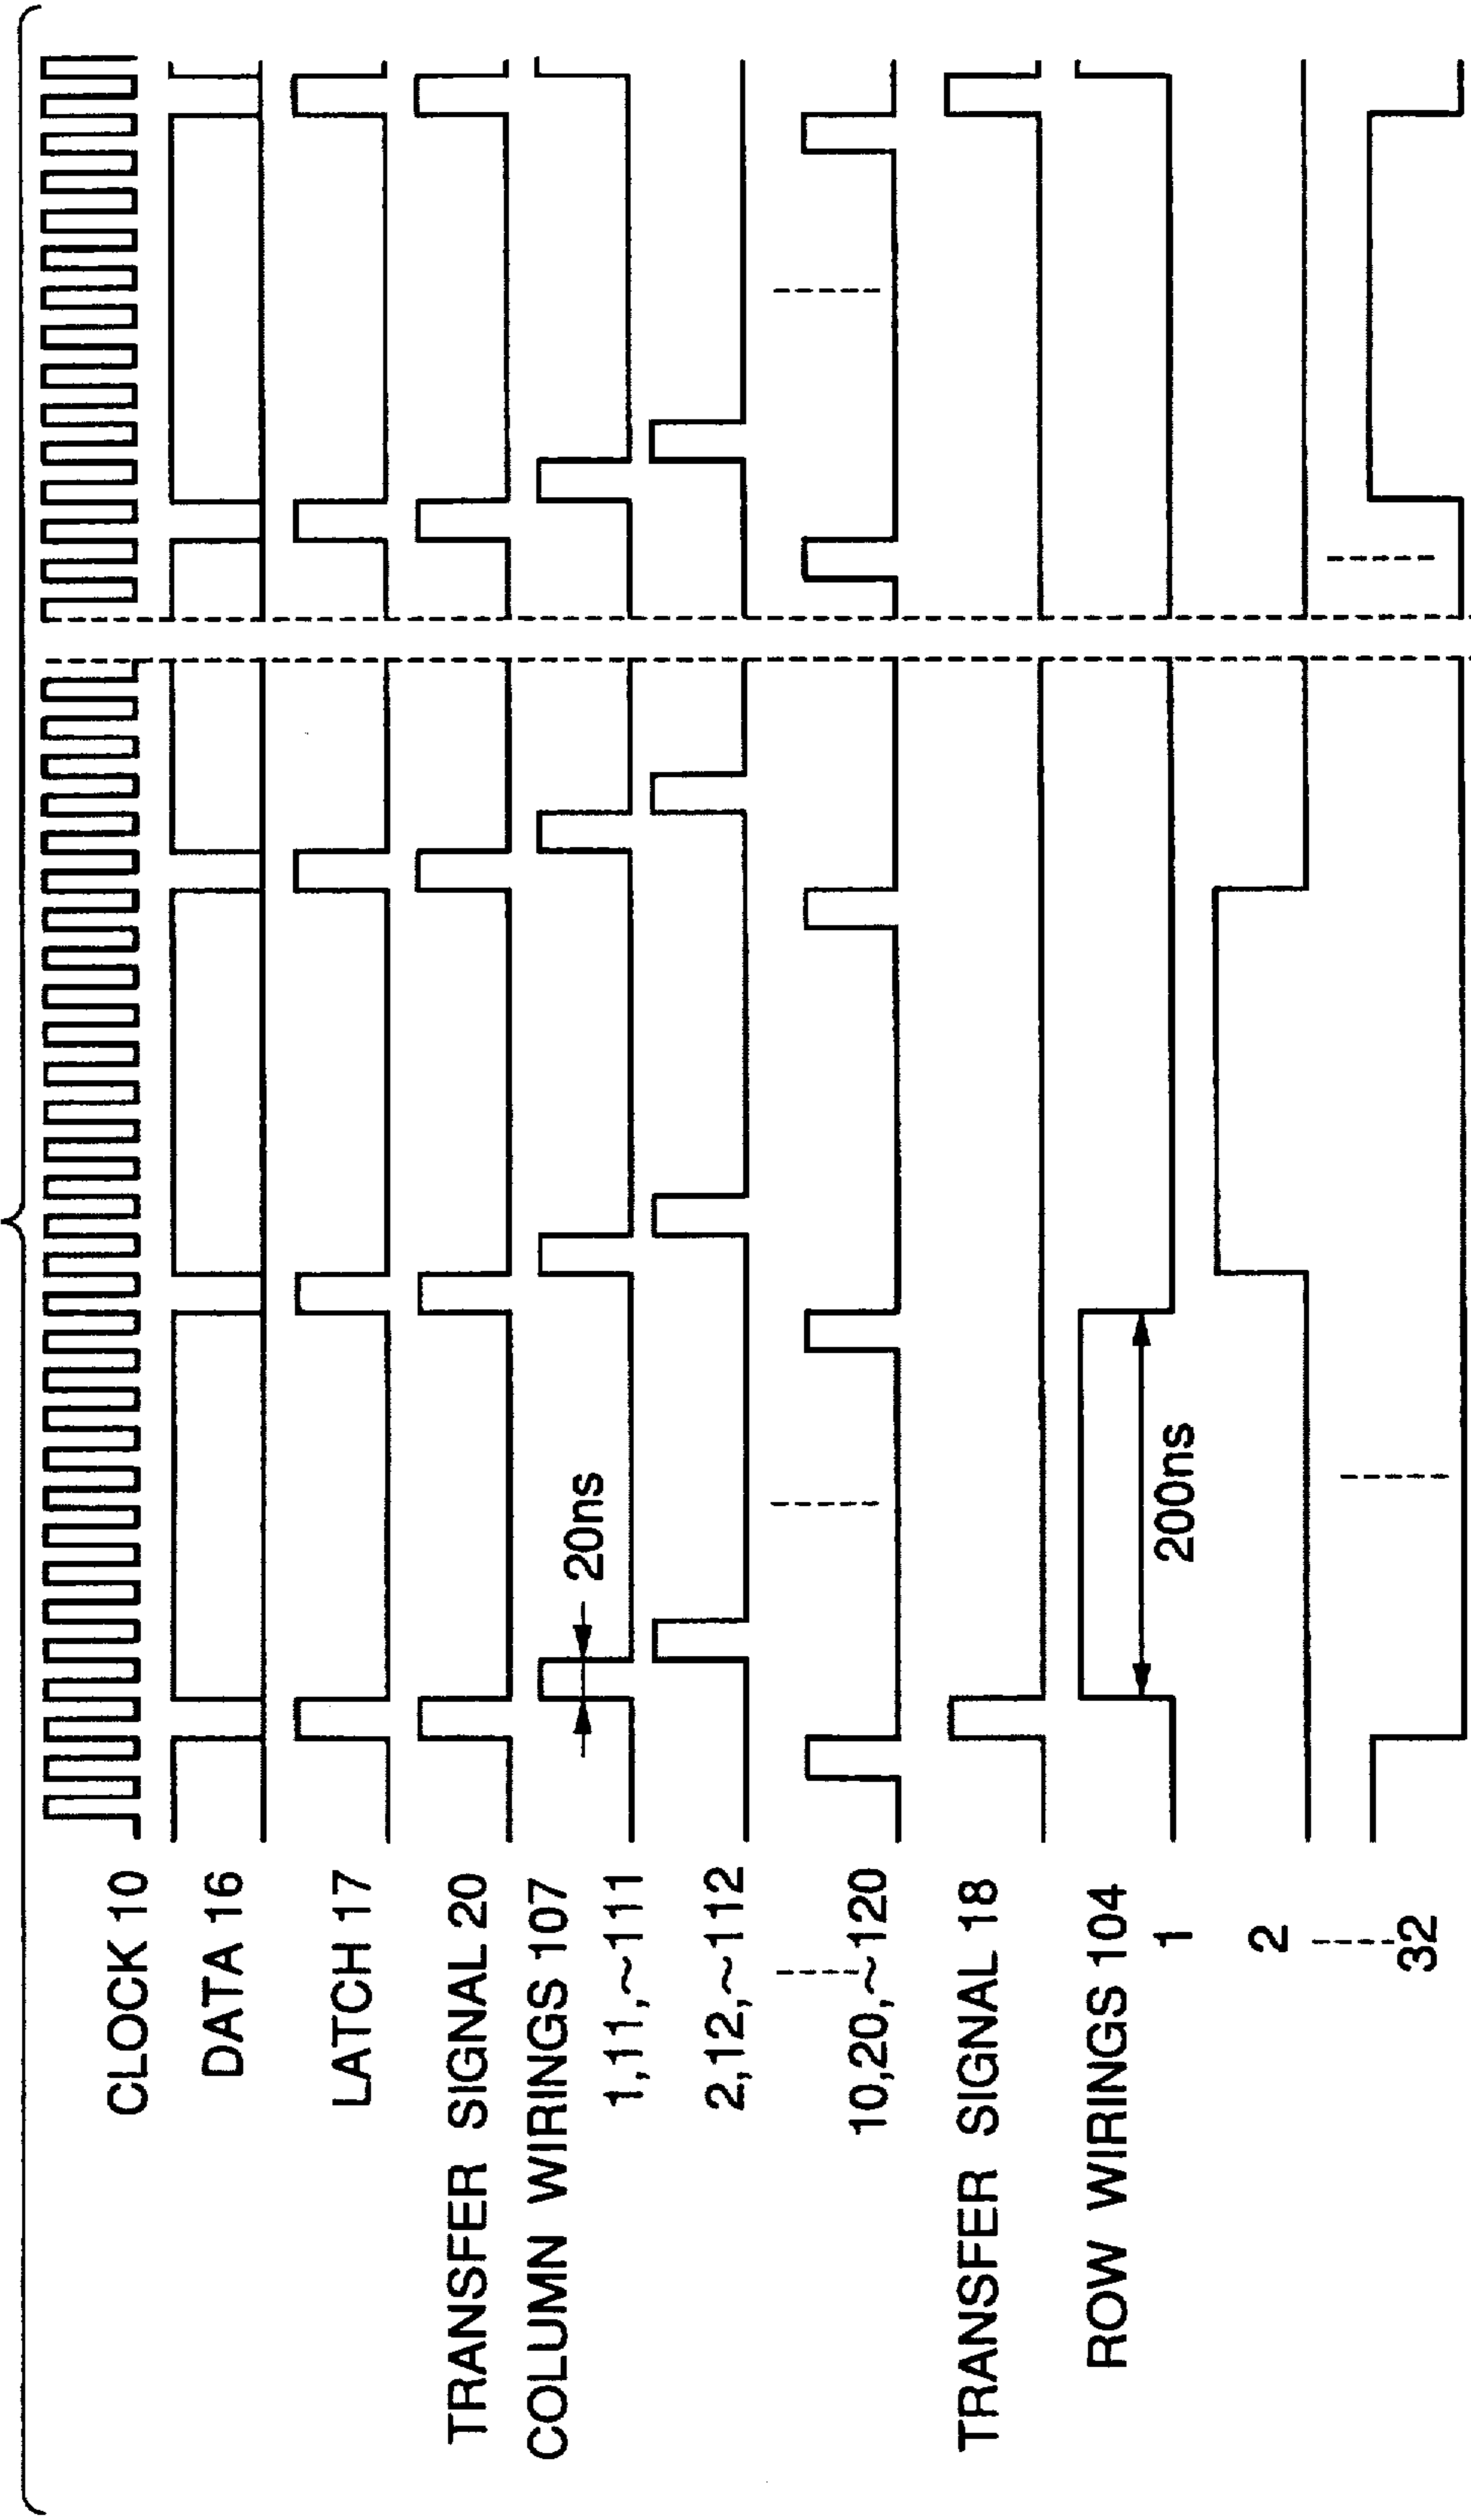 CLOCK 10
DATA 16
LATCH 17
TRANSFER SIGNAL 20
COLUMN WIRINGS 107
1,11,~111
20ns
2,12,~112
10,20,~120
TRANSFER SIGNAL 18
ROW WIRINGS 104
1
200ns
2
32